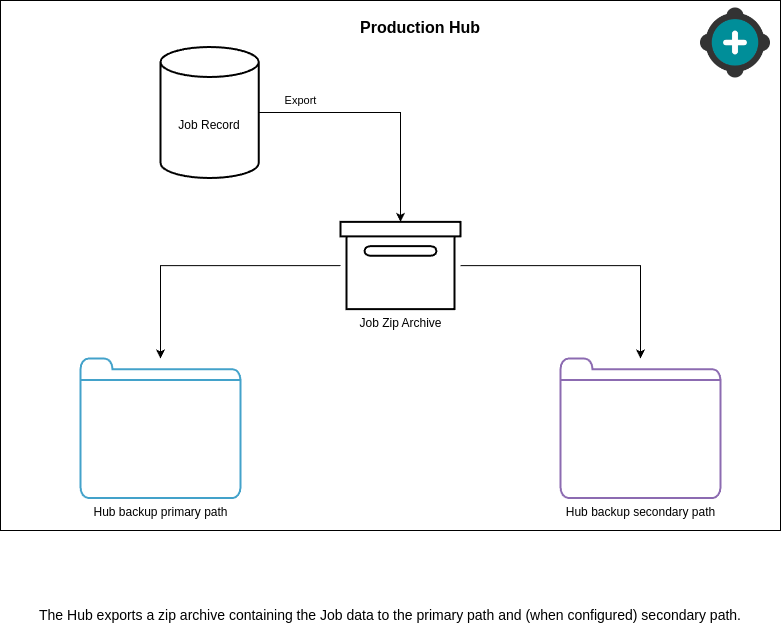 Production Hub
Export
Job Record
Job Zip Archive
Hub backup primary path
Hub backup secondary path
The Hub exports a zip archive containing the Job data to the primary path and (when configured) secondary path.